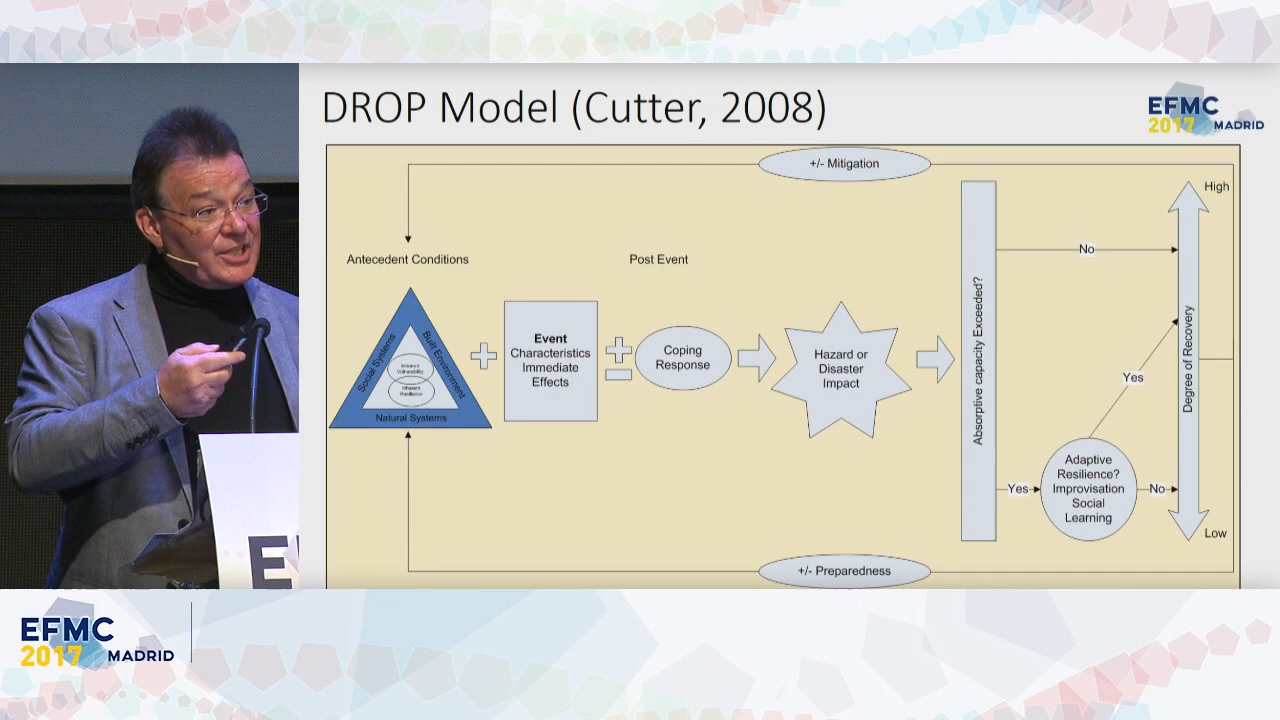 DROP Model (Cutter, 2008)
EFMC
2017 MADRID
+/- Mitigation
High
No
Antecedent Conditions
Post Event
Social Systems
Built Environment
Inherent
Vulnerability
Inherent
Resilience
Natural Systems
Event
Characteristics
Immediate
Effects
Coping
Response
Hazard or
Disaster
Impact
Absorptive capacity Exceeded?
Degree of Recovery
Yes
Yes
Adaptive
Resilience?
Improvisation
Social
Learning
No
Low
+/- Preparedness
E
EFMC
2017 MADRID